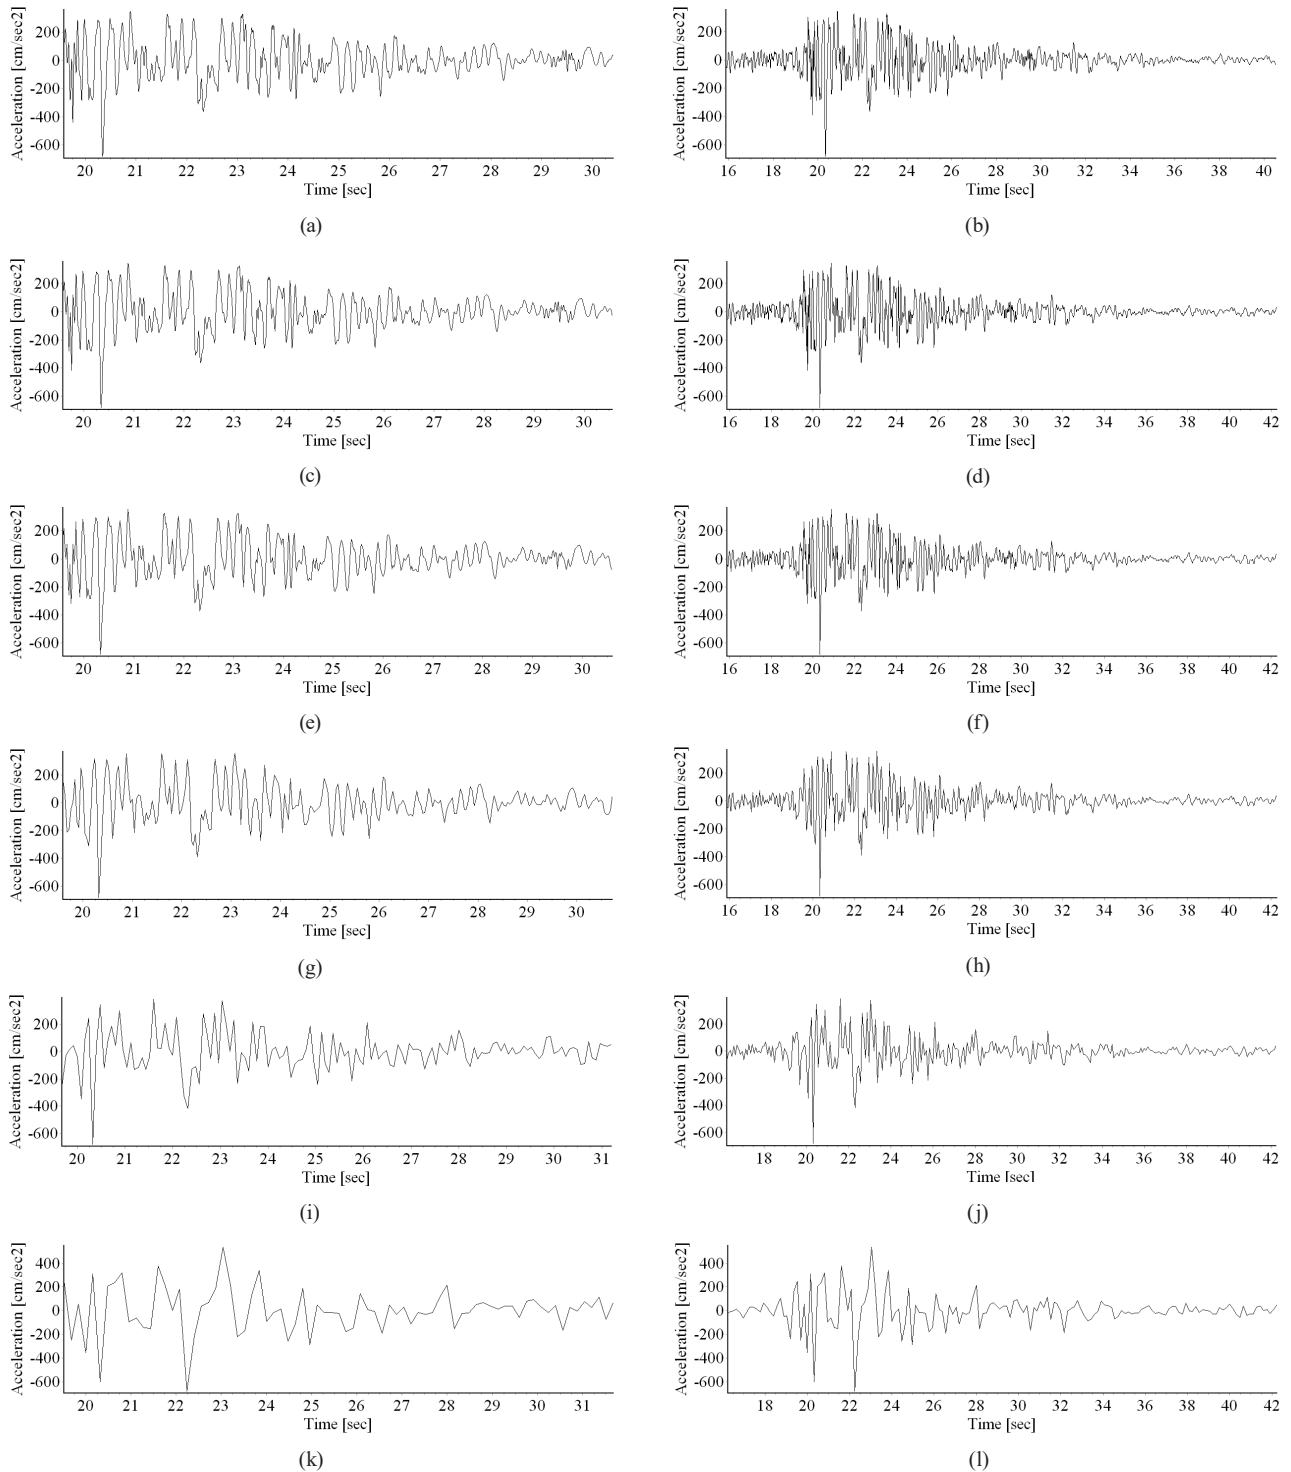 Acceleration [cm/sec2]
200
0
-200
-400
-600
20 21 22 23 24 25 26 27 28 29 30
Time [sec]
(a)
Acceleration [cm/sec2]
200
0
-200
-400
-600
16 18 20 22 24 26 28 30 32 34 36 38 40
Time [sec]
(b)
Acceleration [cm/sec2]
200
0
-200
-400
-600
20 21 22 23 24 25 26 27 28 29 30
Time [sec]
(c)
Acceleration [cm/sec2]
200
0
-200
-400
-600
16 18 20 22 24 26 28 30 32 34 36 38 40 42
Time [sec]
(d)
Acceleration [cm/sec2]
200
0
-200
-400
-600
20 21 22 23 24 25 26 27 28 29 30
Time [sec]
(e)
Acceleration [cm/sec2]
200
0
-200
-400
-600
16 18 20 22 24 26 28 30 32 34 36 38 40 42
Time [sec]
(f)
Acceleration [cm/sec2]
200
0
-200
-400
-600
20 21 22 23 24 25 26 27 28 29 30
Time [sec]
(g)
Acceleration [cm/sec2]
200
0
-200
-400
-600
16 18 20 22 24 26 28 30 32 34 36 38 40 42
Time [sec]
(h)
Acceleration [cm/sec2]
200
0
-200
-400
-600
20 21 22 23 24 25 26 27 28 29 30 31
Time [sec]
(i)
Acceleration [cm/sec2]
200
0
-200
-400
-600
18 20 22 24 26 28 30 32 34 36 38 40 42
Time [sec]
(j)
Acceleration [cm/sec2]
400
200
0
-200
-400
-600
20 21 22 23 24 25 26 27 28 29 30 31
Time [sec]
(k)
Acceleration [cm/sec2]
400
200
0
-200
-400
-600
18 20 22 24 26 28 30 32 34 36 38 40 42
Time [sec]
(l)